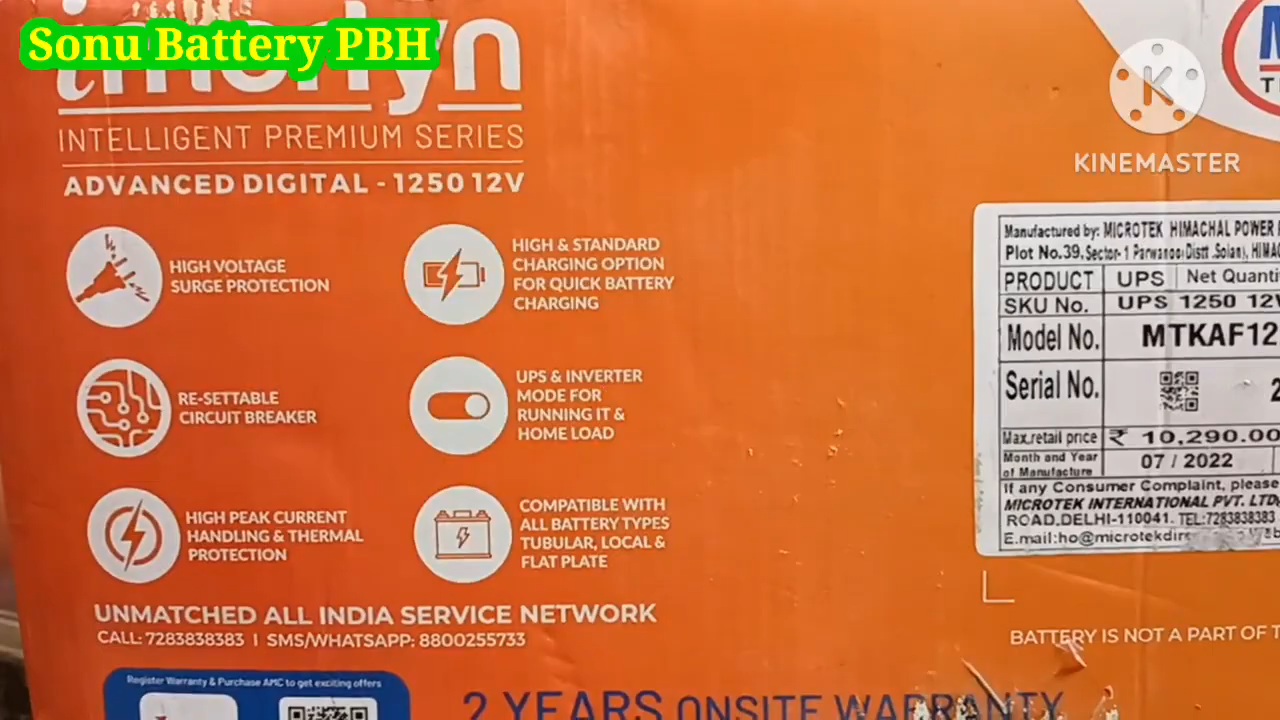 Sonu Battery PBH
INTELLIGENT PREMIUM SERIES
ADVANCED DIGITAL - 1250 12V
HIGH VOLTAGE
SURGE PROTECTION
HIGH & STANDARD
CHARGING OPTION
FOR QUICK BATTERY
CHARGING
RE-SETTABLE
CIRCUIT BREAKER
UPS & INVERTER
MODE FOR
RUNNING IT &
HOME LOAD
HIGH PEAK CURRENT
HANDLING & THERMAL
PROTECTION
COMPATIBLE WITH
ALL BATTERY TYPES
TUBULAR, LOCAL &
FLAT PLATE
UNMATCHED ALL INDIA SERVICE NETWORK
CALL: 7283838383 I SMS/WHATSAPP: 8800255733
Register Warranty & Purchase AMC to get exciting offers
2 YEARS ONSITE WARRANTY
K
KINEMASTER
Manufactured by: MICROTEK HIMACHAL POWER
Plot No.39, Sector-1 Parwanoo Distt .Solan),
PRODUCT UPS Net
SKU No. UPS 1250 12V
Model No. MTKAF12
Serial No. 2
Max.retail price ₹ 10,290.00
Month and Year
of Manufacture 07 / 2022
If any Consumer Complaint, please
MICROTEK INTERNATIONAL PVT. LTD.
ROAD.DELHI-110041. TEL:7283838383
E.mail:ho@microtekdirect
BATTERY IS NOT A PART OF